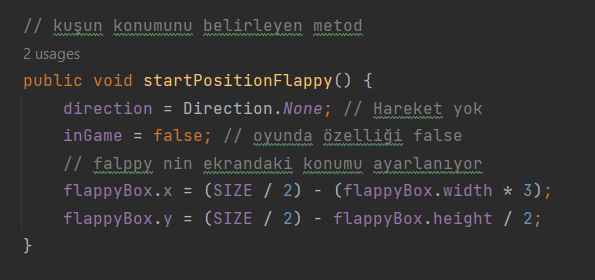 // kuşun konumunu belirleyen metod
2 usages
public void startPositionFlappy() {
    direction = Direction.None; // Hareket yok
    inGame = false; // oyunda özelliği false
    // falppy nin ekrandaki konumu ayarlanıyor
    flappyBox.x = (SIZE / 2) - (flappyBox.width * 3);
    flappyBox.y = (SIZE / 2) - flappyBox.height / 2;
}